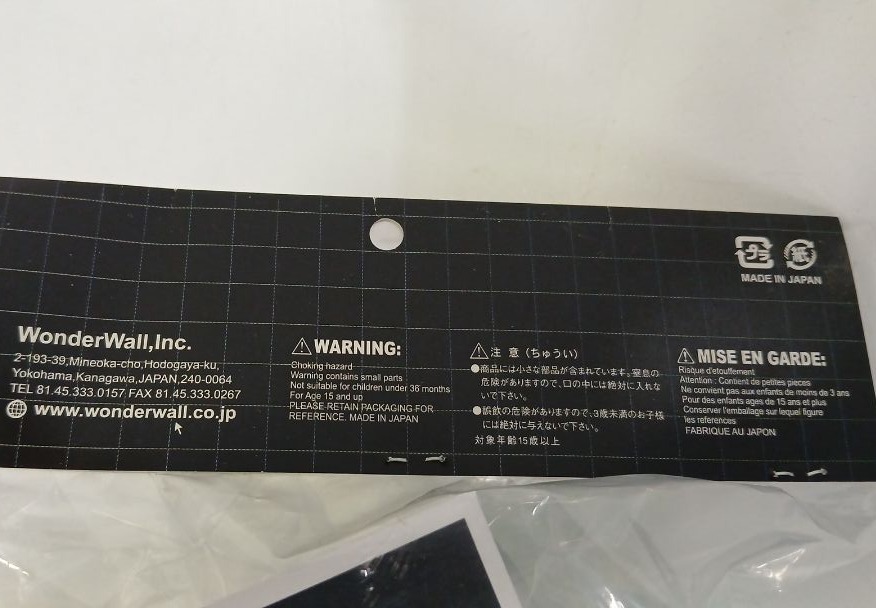 プラ 紙
MADE IN JAPAN
WonderWall,Inc.
2-193-39,Mineoka-cho,Hodogaya-ku,
Yokohama,Kanagawa,JAPAN,240-0064
TEL 81.45.333.0157 FAX 81.45.333.0267
www.wonderwall.co.jp
WARNING:
Choking hazard
Warning contains small parts
Not suitable for children under 36 months
For Age 15 and up
PLEASE RETAIN PACKAGING FOR
REFERENCE. MADE IN JAPAN
注 意（ちゅうい）
●商品には小さな部品が含まれています。窒息の
危険がありますので、口の中には絶対に入れな
いで下さい。
●誤飲の危険がありますので、3歳未満のお子様
には絶対に与えないで下さい。
対象年齢15歳以上
MISE EN GARDE:
Risque d'etouffement
Attention : Contient de petites pieces
Ne convient pas aux enfants de moins de 3 ans
Pour des enfants ages de 15 ans et plus
Conserver l'emballage sur lequel figure
les references
FABRIQUE AU JAPON